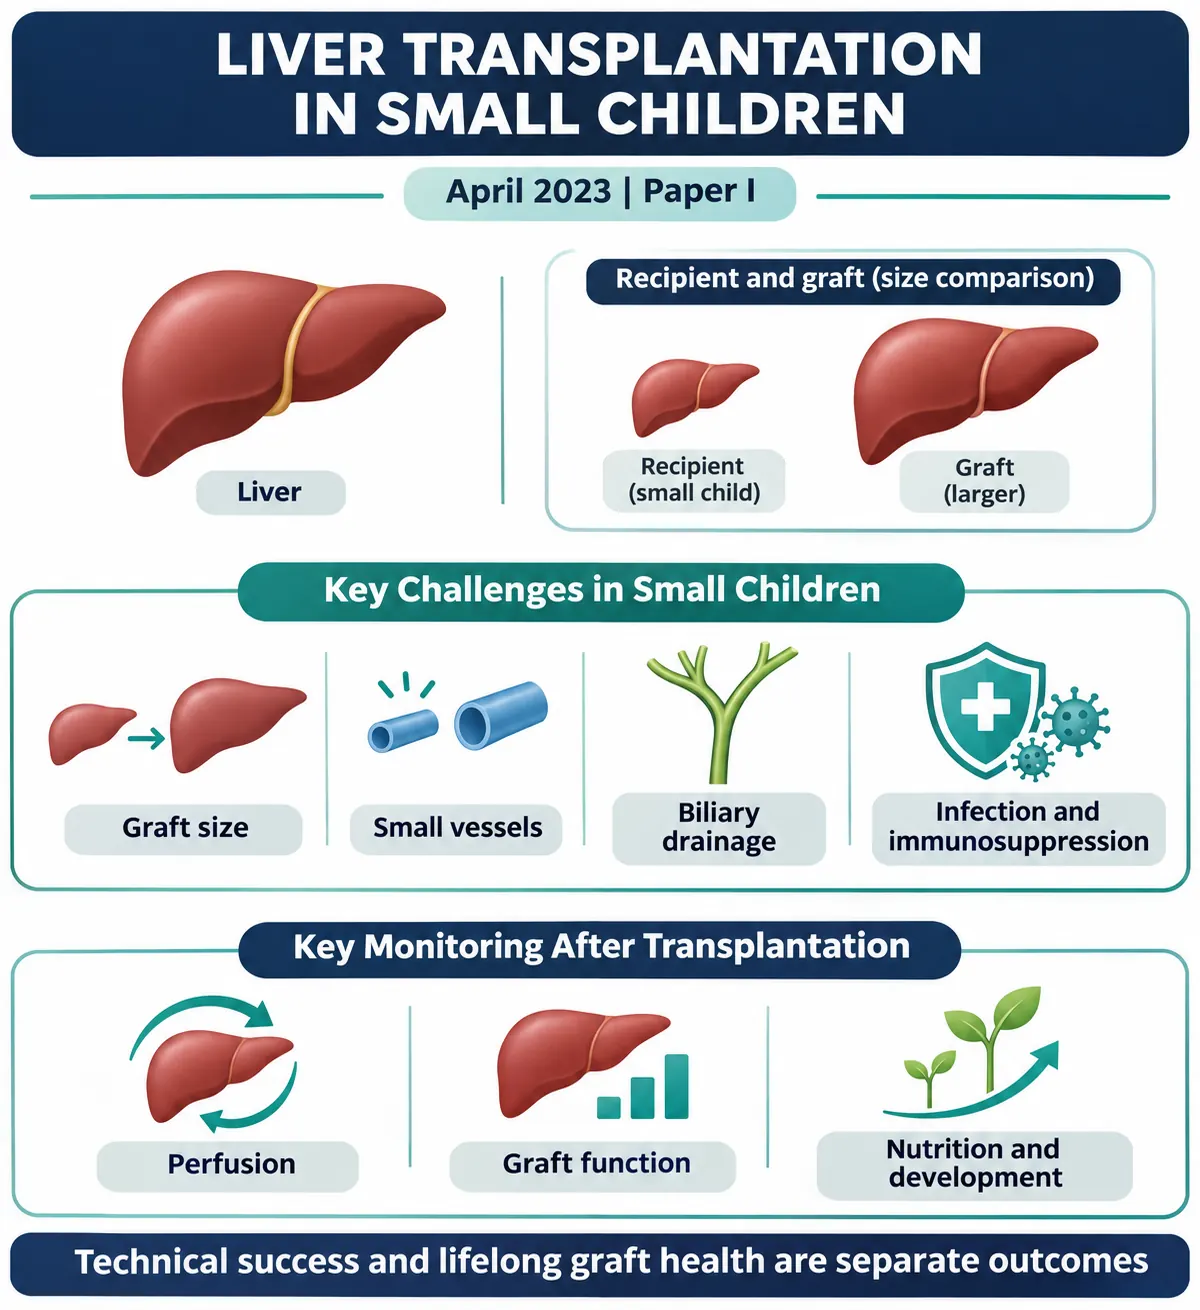 LIVER TRANSPLANTATION
IN SMALL CHILDREN
April 2023 | Paper I
Liver
Recipient and graft (size comparison)
Recipient
(small child)
Graft
(larger)
Key Challenges in Small Children
Graft size
Small vessels
Biliary
drainage
Infection and
immunosuppression
Key Monitoring After Transplantation
Perfusion
Graft function
Nutrition and
development
Technical success and lifelong graft health are separate outcomes